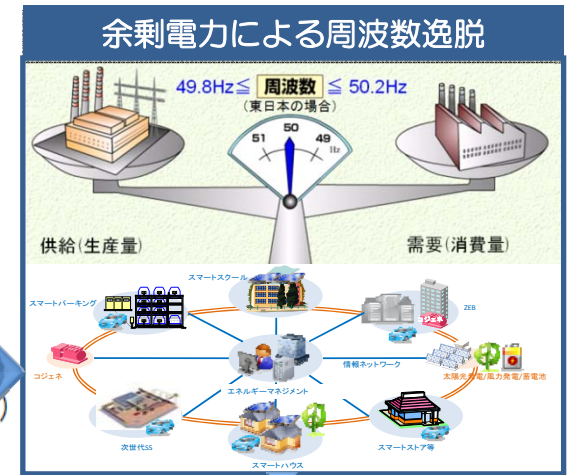 余剰電力による周波数逸脱
49.8Hz≦ 周波数 ≦ 50.2Hz
(東日本の場合)
51 50 49
Hz
供給(生産量)
需要(消費量)
スマートスクール
スマートパーキング
ZEB
コジェネ
情報ネットワーク
コジェネ
太陽光発電/風力発電/蓄電池
エネルギーマネジメント
次世代SS
スマートストア等
スマートハウス